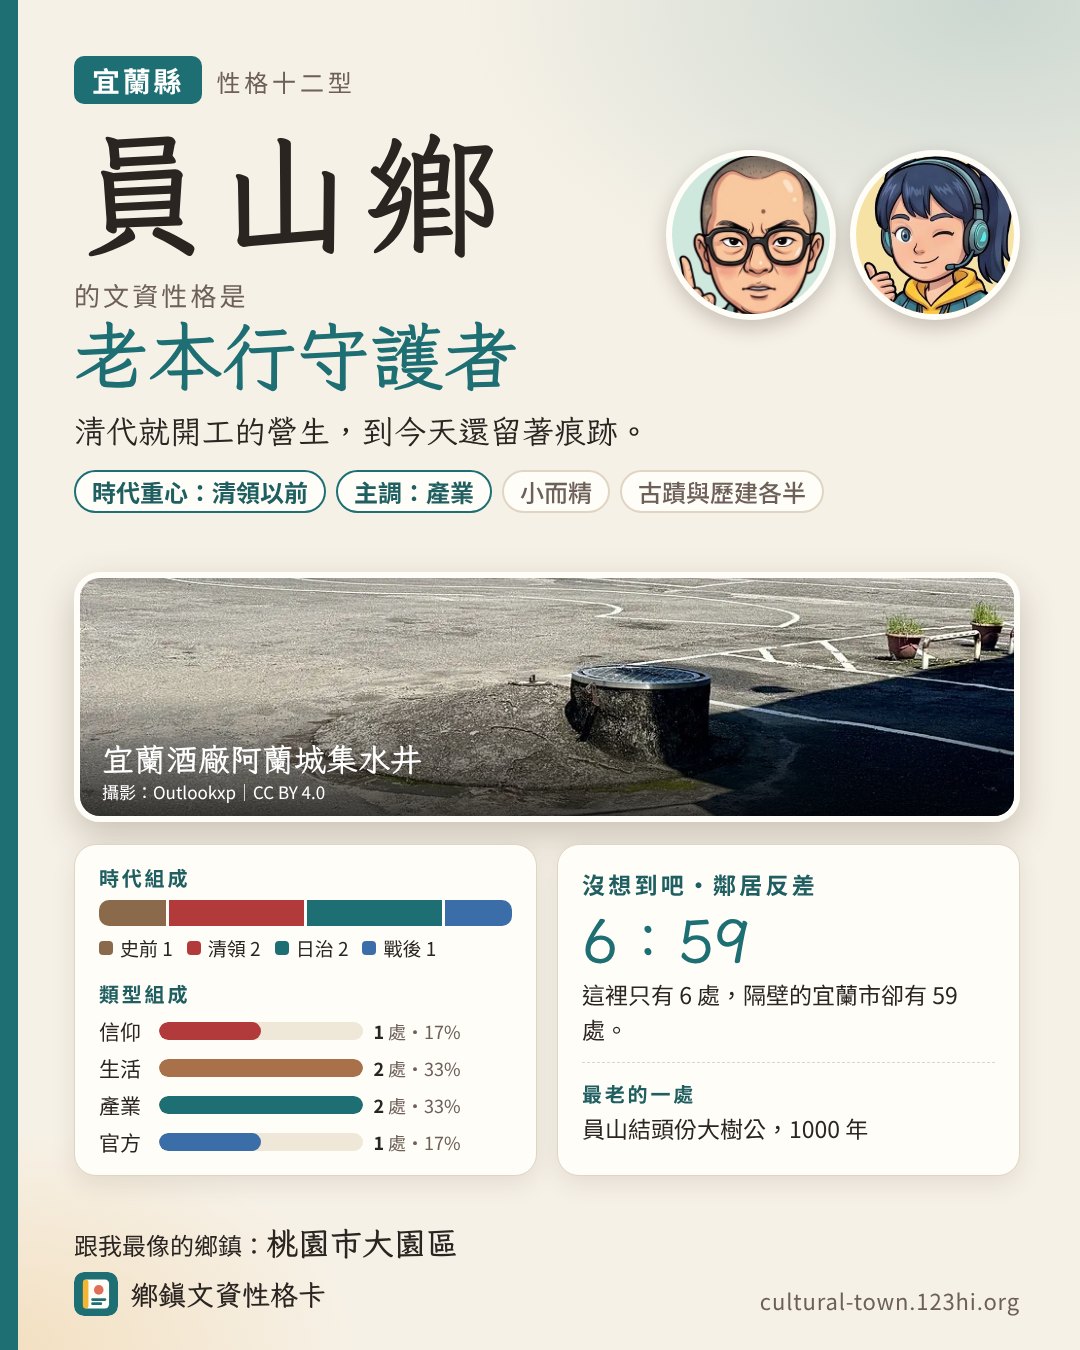 宜蘭縣
性格十二型
員山鄉
的文資性格是
老本行守護者
清代就開工的營生，到今天還留著痕跡。
時代重心：清領以前
主調：產業
小而精
古蹟與歷建各半
宜蘭酒廠阿蘭城集水井
攝影：Outlookxp｜CC BY 4.0
時代組成
史前 1 清領 2 日治 2 戰後 1
類型組成
信仰 1 處・17%
生活 2 處・33%
產業 2 處・33%
官方 1 處・17%
沒想到吧・鄰居反差
6：59
這裡只有 6 處，隔壁的宜蘭市卻有 59
處。
最老的一處
員山結頭份大樹公，1000 年
跟我最像的鄉鎮：桃園市大園區
鄉鎮文資性格卡
cultural-town.123hi.org